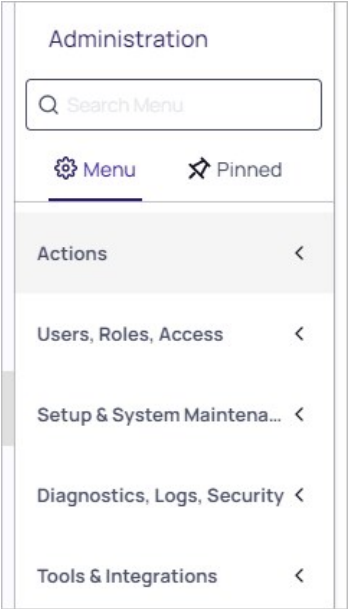 Administration
Search Menu
Menu Pinned
Actions
Users, Roles, Access
Setup & System Maintena...
Diagnostics, Logs, Security
Tools & Integrations